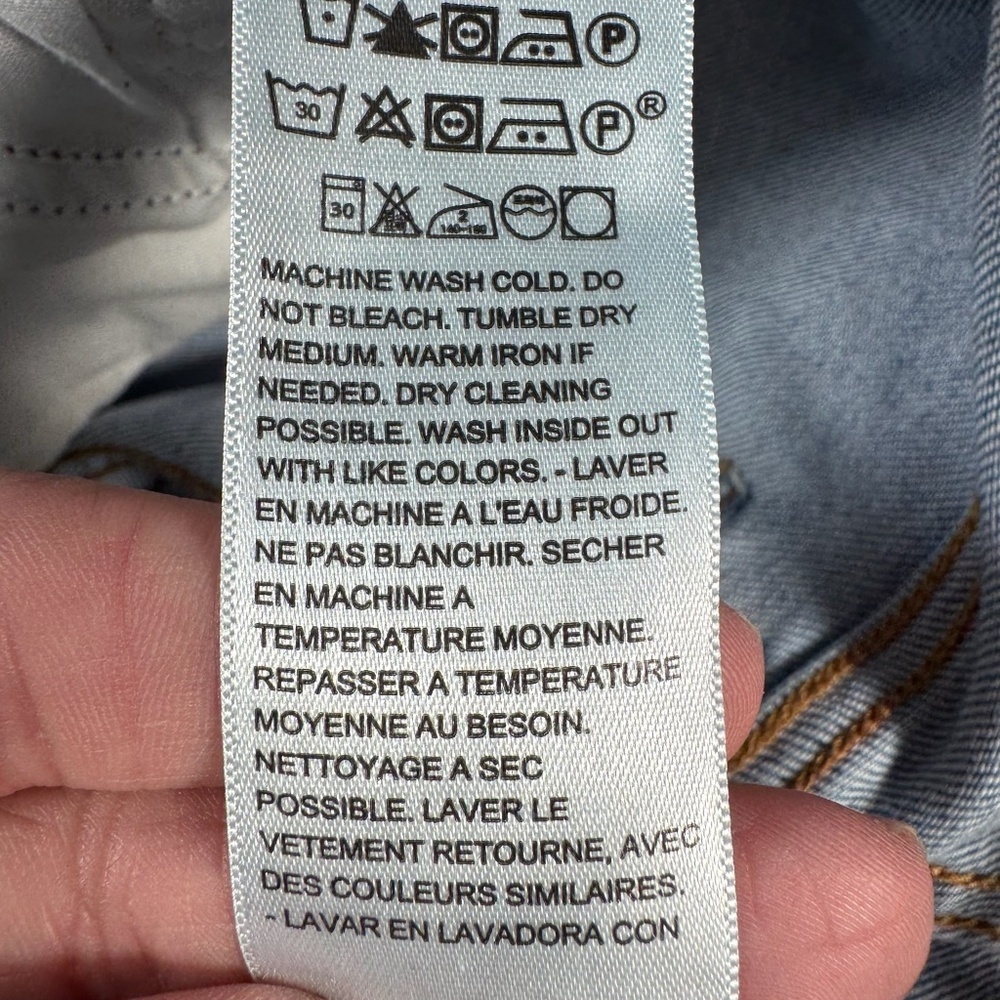 P
30 P ®
30 2
MACHINE WASH COLD. DO
NOT BLEACH. TUMBLE DRY
MEDIUM. WARM IRON IF
NEEDED. DRY CLEANING
POSSIBLE. WASH INSIDE OUT
WITH LIKE COLORS. - LAVER
EN MACHINE A L'EAU FROIDE.
NE PAS BLANCHIR. SECHER
EN MACHINE A
TEMPERATURE MOYENNE.
REPASSER A TEMPERATURE
MOYENNE AU BESOIN.
NETTOYAGE A SEC
POSSIBLE. LAVER LE
VETEMENT RETOURNE, AVEC
DES COULEURS SIMILAIRES.
- LAVAR EN LAVADORA CON